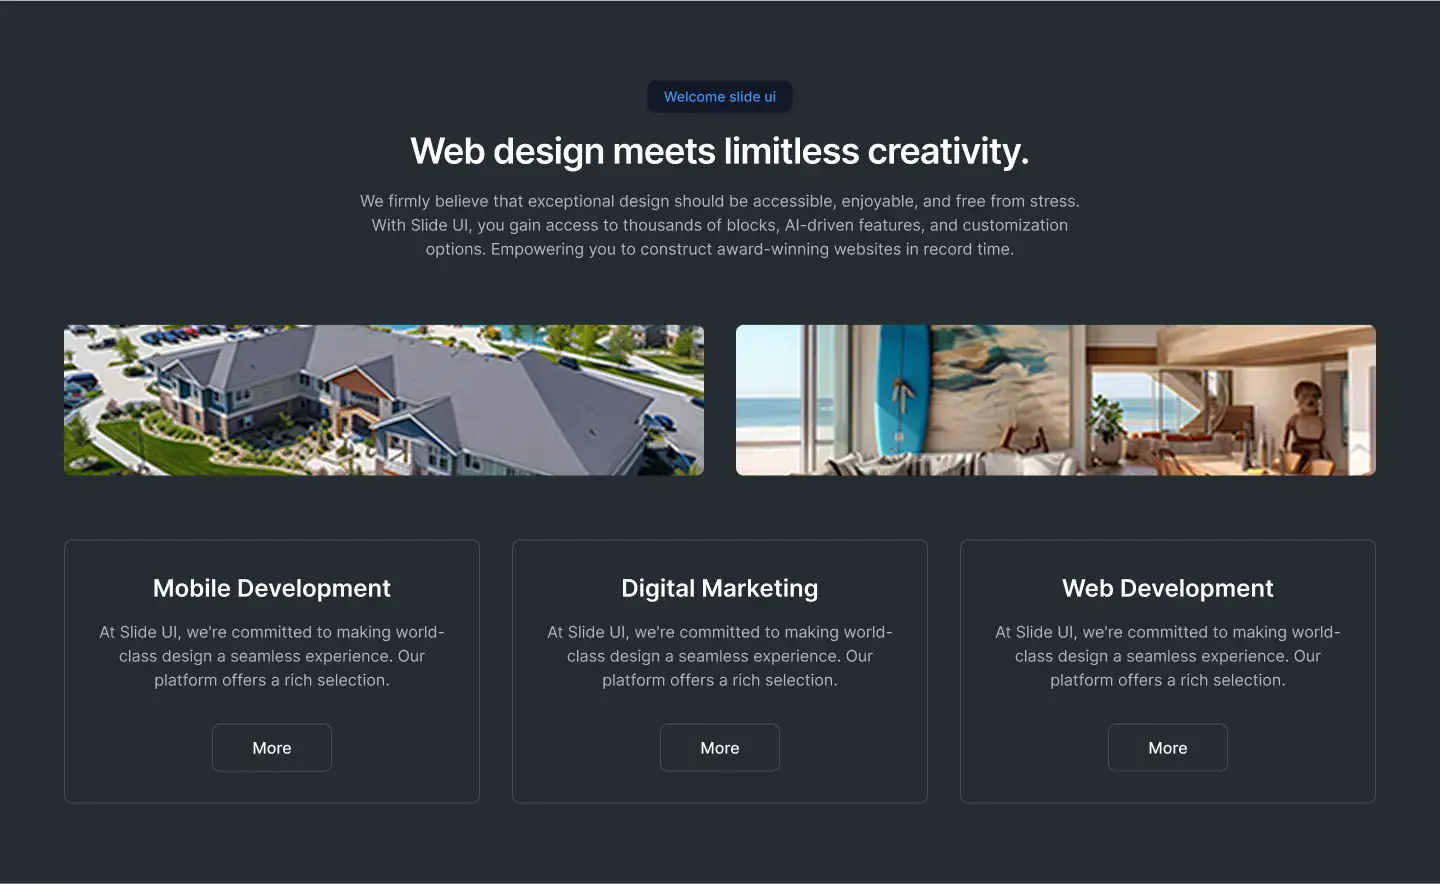 Welcome slide ui
Web design meets limitless creativity.
We firmly believe that exceptional design should be accessible, enjoyable, and free from stress.
With Slide UI, you gain access to thousands of blocks, AI-driven features, and customization
options. Empowering you to construct award-winning websites in record time.
Mobile Development
At Slide UI, we're committed to making world-
class design a seamless experience. Our
platform offers a rich selection.
More
Digital Marketing
At Slide UI, we're committed to making world-
class design a seamless experience. Our
platform offers a rich selection.
More
Web Development
At Slide UI, we're committed to making world-
class design a seamless experience. Our
platform offers a rich selection.
More